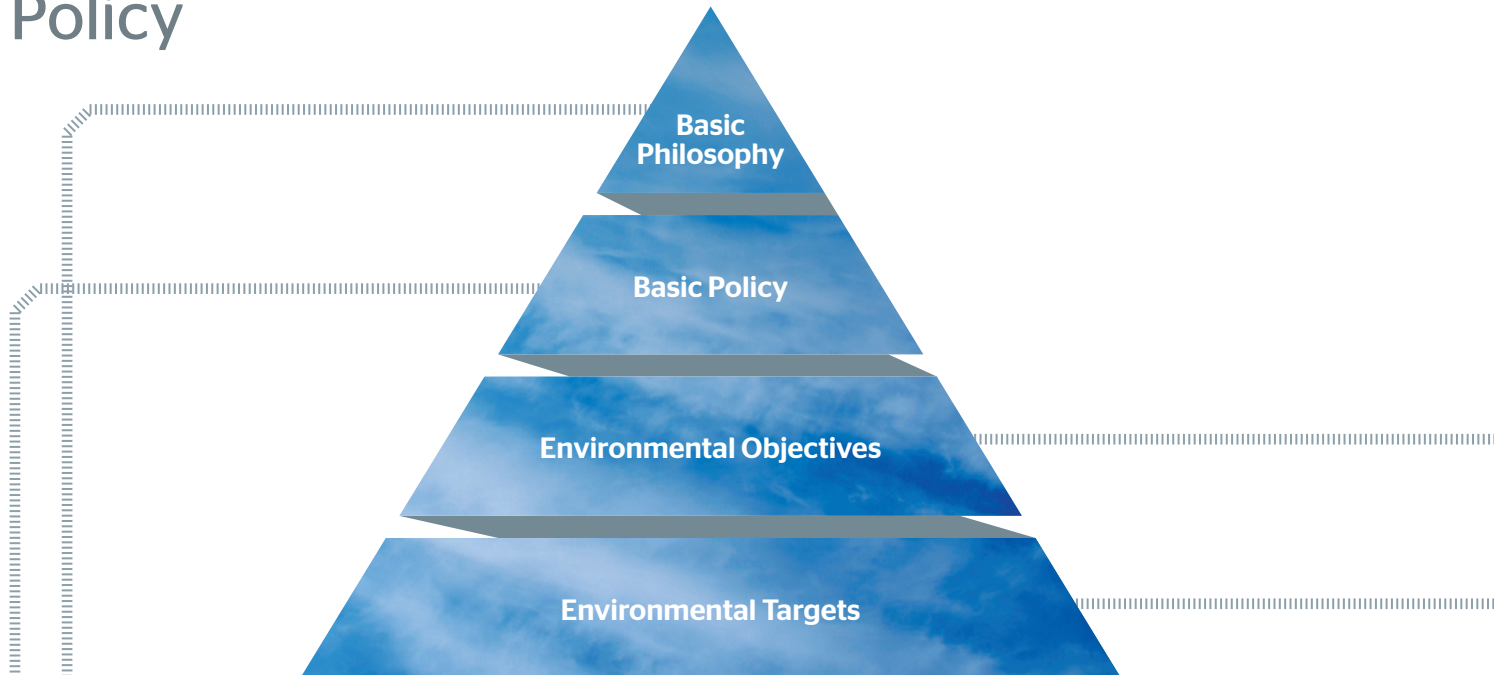 Policy
Basic
Philosophy
Basic Policy
Environmental Objectives
Environmental Targets